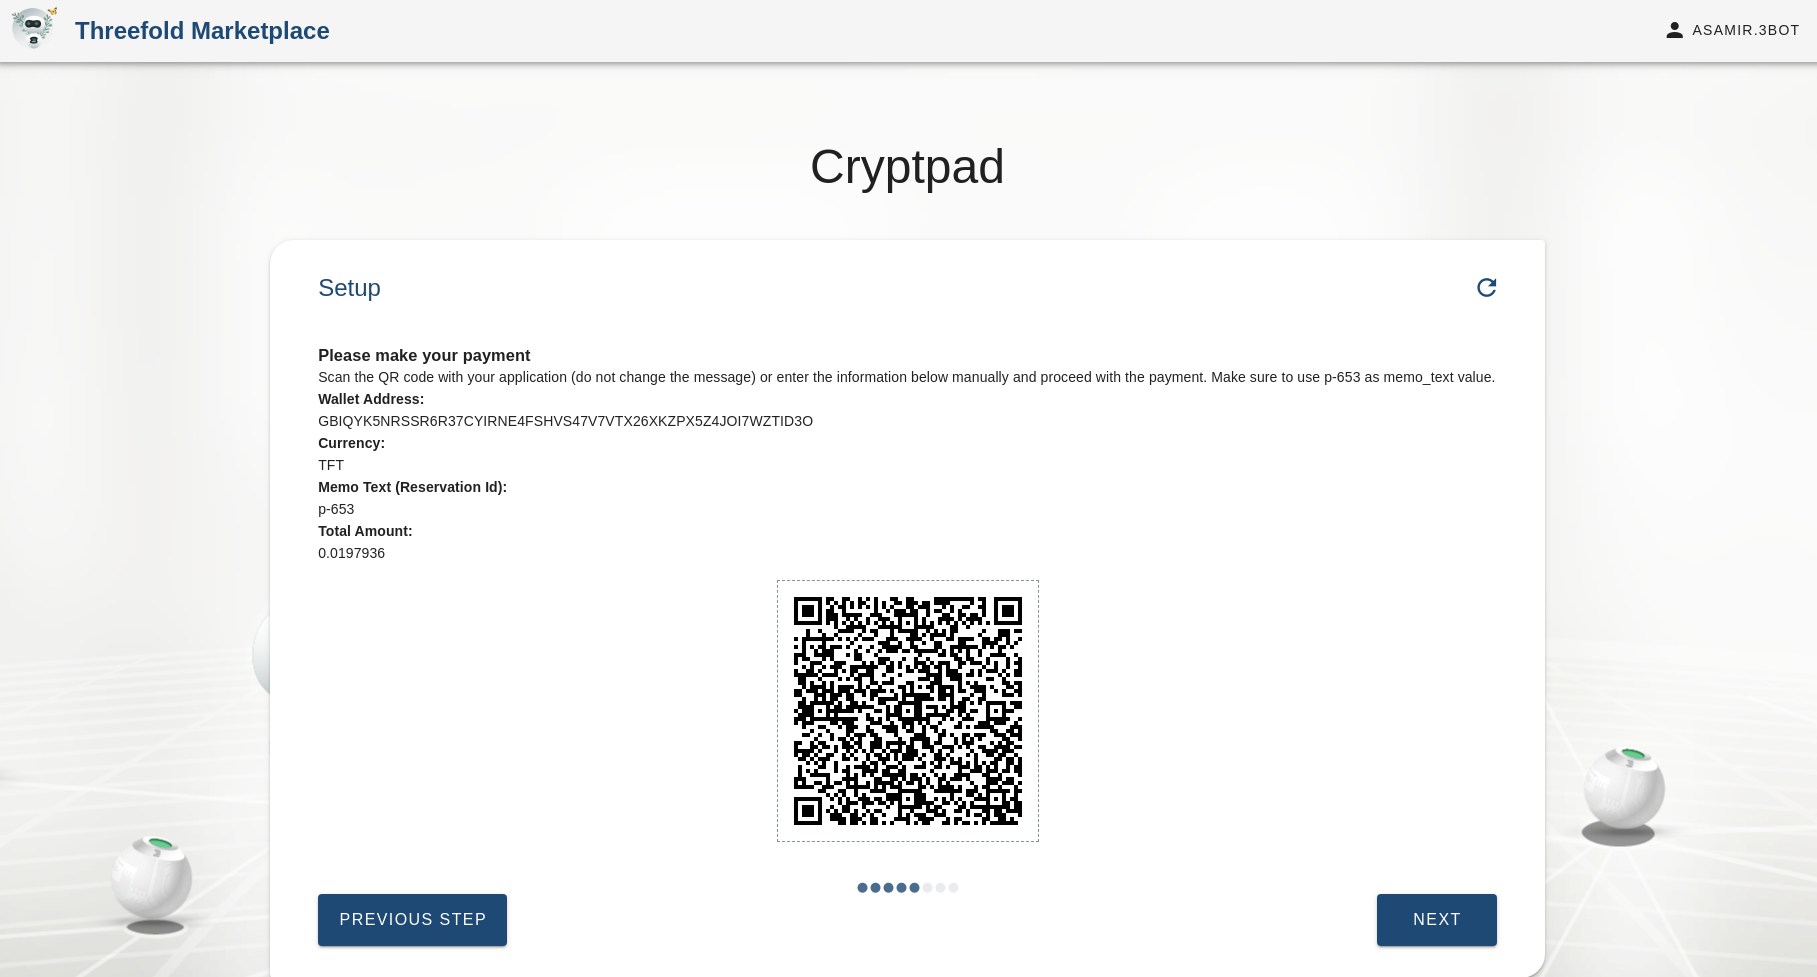 Threefold Marketplace
ASAMIR.3BOT
Cryptpad
Setup
Please make your payment
Scan the QR code with your application (do not change the message) or enter the information below manually and proceed with the payment. Make sure to use p-653 as memo_text value.
Wallet Address:
GBIQYK5NRSSR6R37CYIRNE4FSHVS47V7VTX26XKZPX5Z4JOI7WZTID3O
Currency:
TFT
Memo Text (Reservation Id):
p-653
Total Amount:
0.0197936
PREVIOUS STEP
NEXT